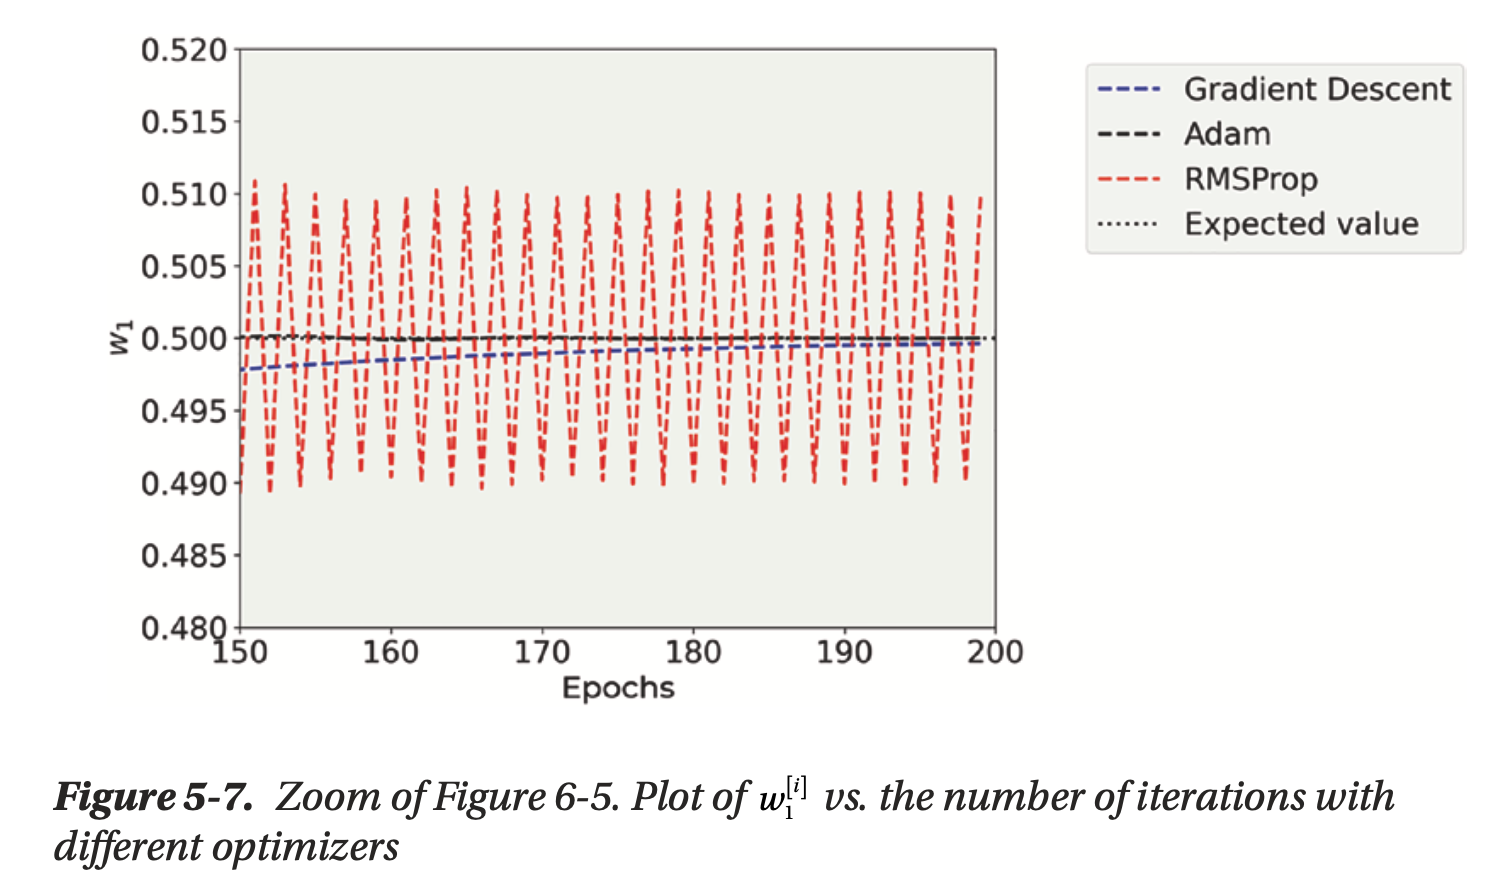 0.520
0.515
0.510
0.505
0.500
0.495
0.490
0.485
0.480
w₁
150 160 170 180 190 200
Epochs
Gradient Descent
Adam
RMSProp
Expected value
Figure 5-7. Zoom of Figure 6-5. Plot of w₁^[i] vs. the number of iterations with
different optimizers